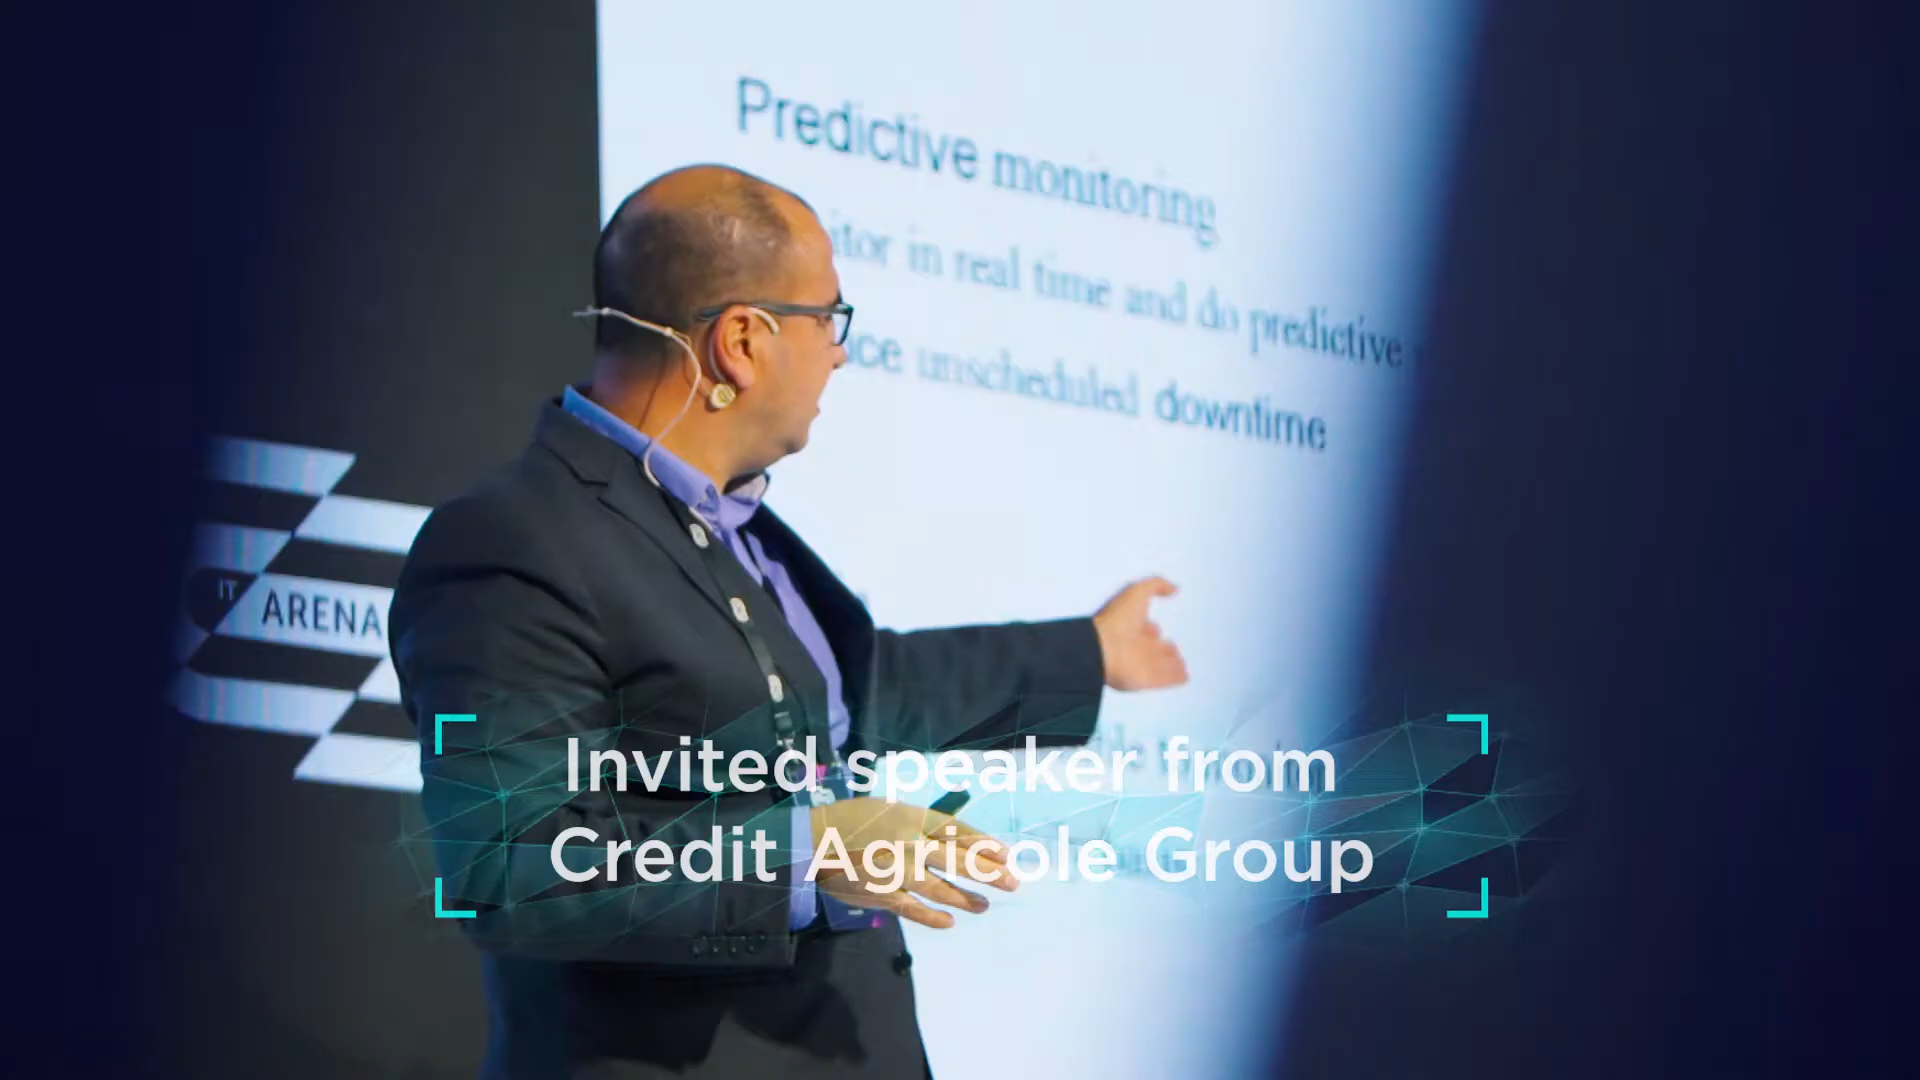 Predictive monitoring
itor in real time and do predictive
ice unscheduled downtime
IT ARENA
Invited speaker from
Credit Agricole Group